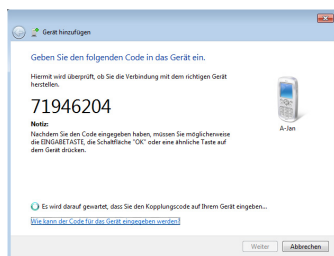 Gerät hinzufügen
Geben Sie den folgenden Code in das Gerät ein.
Hiermit wird überprüft, ob Sie die Verbindung mit dem richtigen Gerät
herstellen.
71946204
Notiz:
Nachdem Sie den Code eingegeben haben, müssen Sie möglicherweise
die EINGABETASTE, die Schaltfläche "OK" oder eine ähnliche Taste auf
dem Gerät drücken.
A-Jan
Es wird darauf gewartet, dass Sie den Kopplungscode auf Ihrem Gerät eingeben...
Wie kann der Code für das Gerät eingegeben werden?
Weiter
Abbrechen